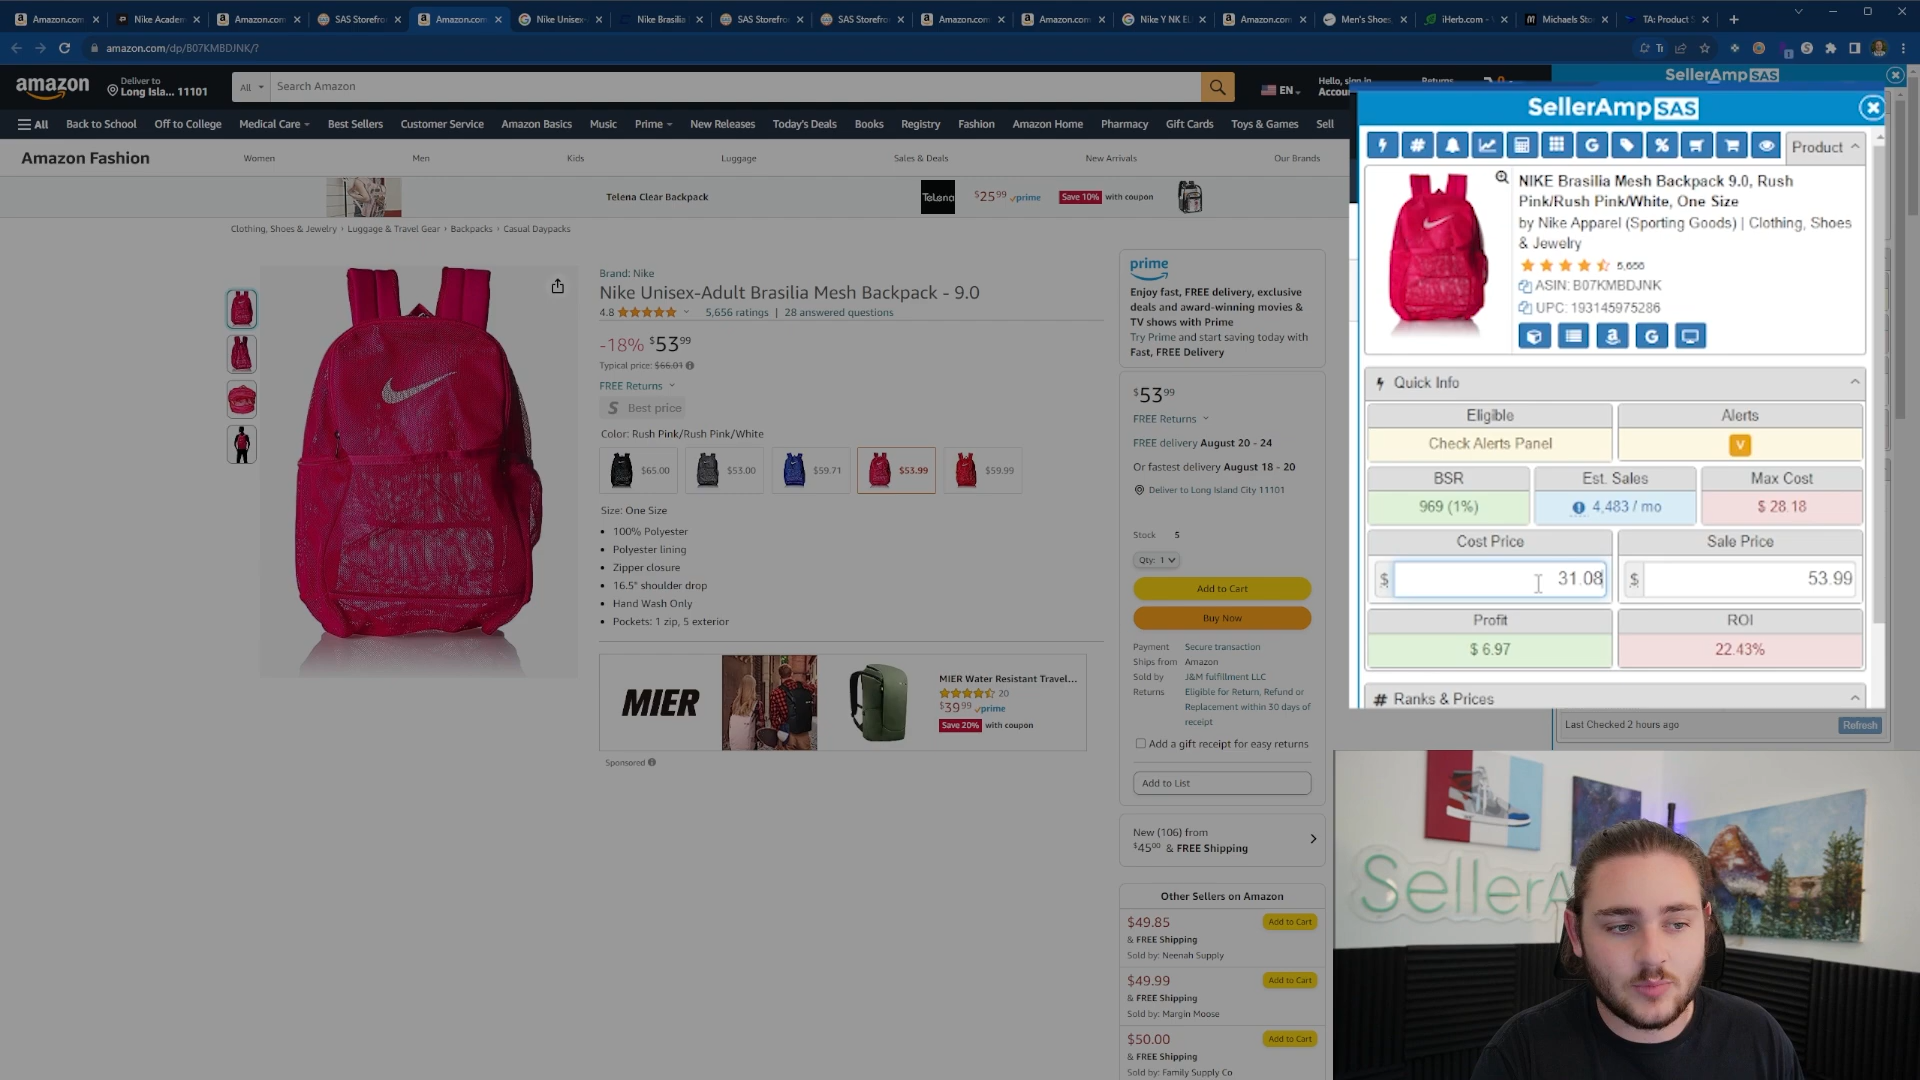 Amazon.com
Nike Academ
Amazon.com
SAS Storefro
Amazon.com
Nike Unisex-
Nike Brasilia
SAS Storefro
SAS Storefro
Amazon.com
Amazon.com
Nike Y NK EL
Amazon.com
Men's Shoes,
iHerb.com -
Michaels Sto
TA: Product S
amazon.com/dp/B07KMBDJNK/?
amazon
Deliver to
Long Isla... 11101
All
Search Amazon
EN
Hello, sign in
Accou
Returns
SellerAmp SAS
All
Back to School
Off to College
Medical Care
Best Sellers
Customer Service
Amazon Basics
Music
Prime
New Releases
Today's Deals
Books
Registry
Fashion
Amazon Home
Pharmacy
Gift Cards
Toys & Games
Sell
Amazon Fashion
Women
Men
Kids
Luggage
Sales & Deals
New Arrivals
Our Brands
Telena Clear Backpack
Telena
$25.99 prime
Save 10% with coupon
Clothing, Shoes & Jewelry › Luggage & Travel Gear › Backpacks › Casual Daypacks
Brand: Nike
Nike Unisex-Adult Brasilia Mesh Backpack - 9.0
4.8 5,656 ratings | 28 answered questions
-18% $53 99
Typical price: $66.01
FREE Returns
S Best price
Color: Rush Pink/Rush Pink/White
$65.00
$53.00
$59.71
$53.99
$59.99
Size: One Size
• 100% Polyester
• Polyester lining
• Zipper closure
• 16.5" shoulder drop
• Hand Wash Only
• Pockets: 1 zip, 5 exterior
MIER
MIER Water Resistant Travel...
20
$39.99 prime
Save 20% with coupon
Sponsored
prime
Enjoy fast, FREE delivery, exclusive
deals and award-winning movies &
TV shows with Prime
Try Prime and start saving today with
Fast, FREE Delivery
$53 99
FREE Returns
FREE delivery August 20 - 24
Or fastest delivery August 18 - 20
Deliver to Long Island City 11101
Stock 5
Qty: 1
Add to Cart
Buy Now
Payment Secure transaction
Ships from Amazon
Sold by J&M fulfillment LLC
Returns Eligible for Return, Refund or
Replacement within 30 days of
receipt
Add a gift receipt for easy returns
Add to List
New (106) from
$45.00 & FREE Shipping
Other Sellers on Amazon
$49.85
Add to Cart
& FREE Shipping
Sold by: Neenah Supply
$49.99
Add to Cart
& FREE Shipping
Sold by: Margin Moose
$50.00
Add to Cart
& FREE Shipping
Sold by: Family Supply Co
SellerAmp SAS
Product
NIKE Brasilia Mesh Backpack 9.0, Rush
Pink/Rush Pink/White, One Size
by Nike Apparel (Sporting Goods) | Clothing, Shoes
& Jewelry
5,656
ASIN: B07KMBDJNK
UPC: 193145975286
Quick Info
Eligible
Alerts
Check Alerts Panel
V
BSR
Est. Sales
Max Cost
969 (1%)
4,483 / mo
$ 28.18
Cost Price
Sale Price
$ 31.08
$ 53.99
Profit
ROI
$ 6.97
22.43%
# Ranks & Prices
Last Checked 2 hours ago
Refresh
SellerA